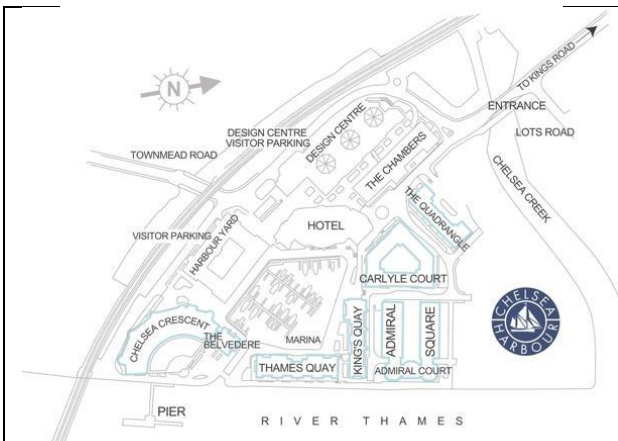 TO KINGS ROAD
N
ENTRANCE
LOTS ROAD
DESIGN CENTRE
VISITOR PARKING
DESIGN CENTRE
TOWNMEAD ROAD
THE CHAMBERS
CHELSEA CREEK
THE QUADRANGLE
HOTEL
VISITOR PARKING
HARBOUR YARD
CARLYLE COURT
CHELSEA CRESCENT
THE
BELVEDERE
MARINA
KING'S QUAY
ADMIRAL
SQUARE
CHELSEA
HARBOUR
THAMES QUAY
ADMIRAL COURT
PIER
RIVER THAMES